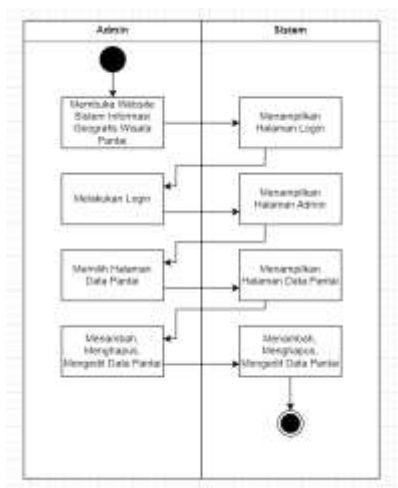 Admin
Sistem
Membuka Website
Sistem Informasi
Geografis Wisata
Pantai
Menampilkan
Halaman Login
Melakukan Login
Menampilkan
Halaman Admin
Memilih Halaman
Data Pantai
Menampilkan
Halaman Data Pantai
Menambah,
Menghapus,
Mengedit Data Pantai
Menambah,
Menghapus,
Mengedit Data Pantai